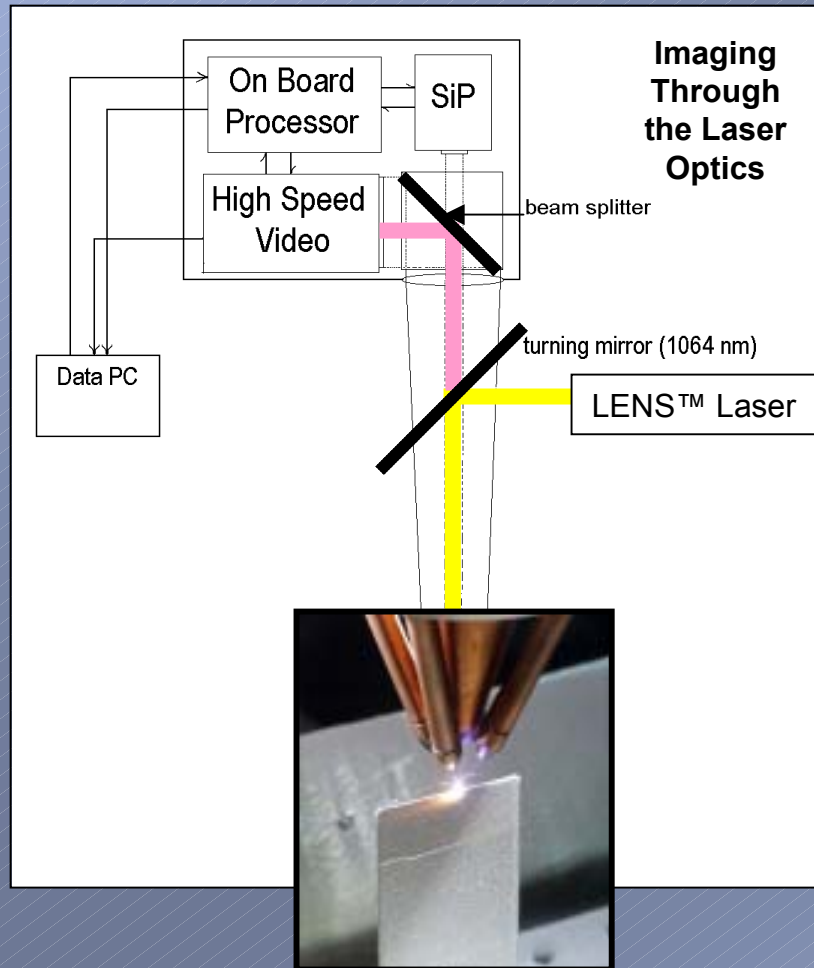 Imaging
Through
the Laser
Optics
On Board
Processor
SiP
High Speed
Video
beam splitter
turning mirror (1064 nm)
Data PC
LENS™ Laser